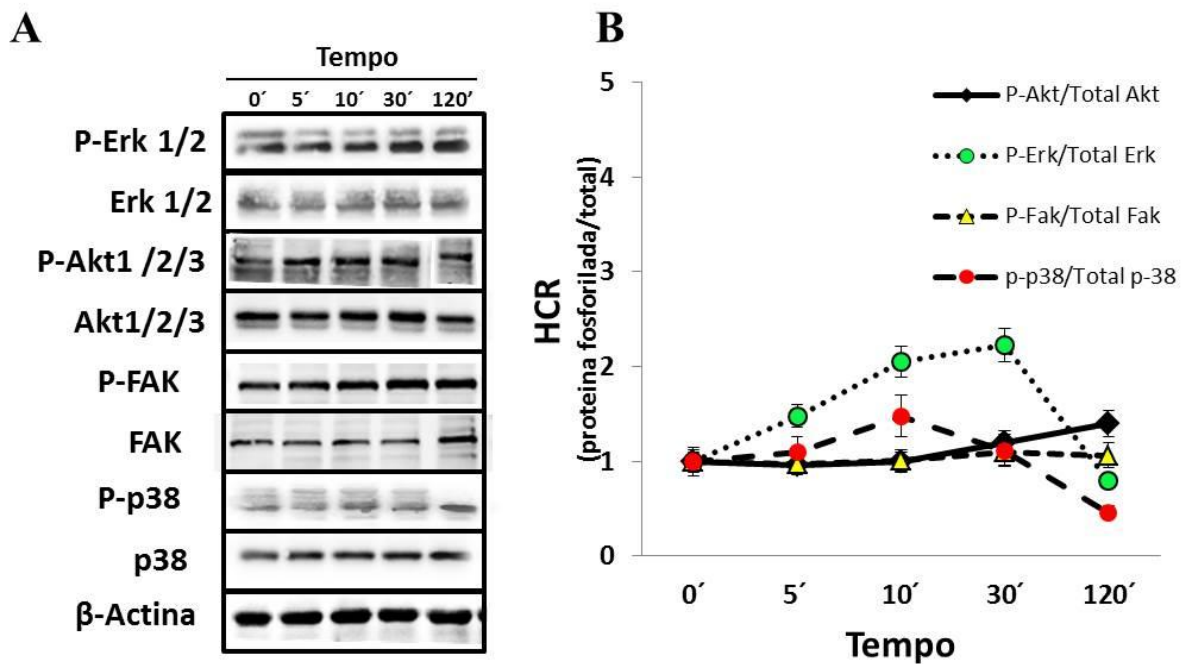 A
Tempo
0´ 5´ 10´ 30´ 120’
P-Erk 1/2
Erk 1/2
P-Akt1 /2/3
Akt1/2/3
P-FAK
FAK
P-p38
p38
β-Actina
B
HCR
(proteina fosforilada/total)
5
4
3
2
1
0
0´ 5´ 10´ 30´ 120´
Tempo
P-Akt/Total Akt
P-Erk/Total Erk
P-Fak/Total Fak
p-p38/Total p-38